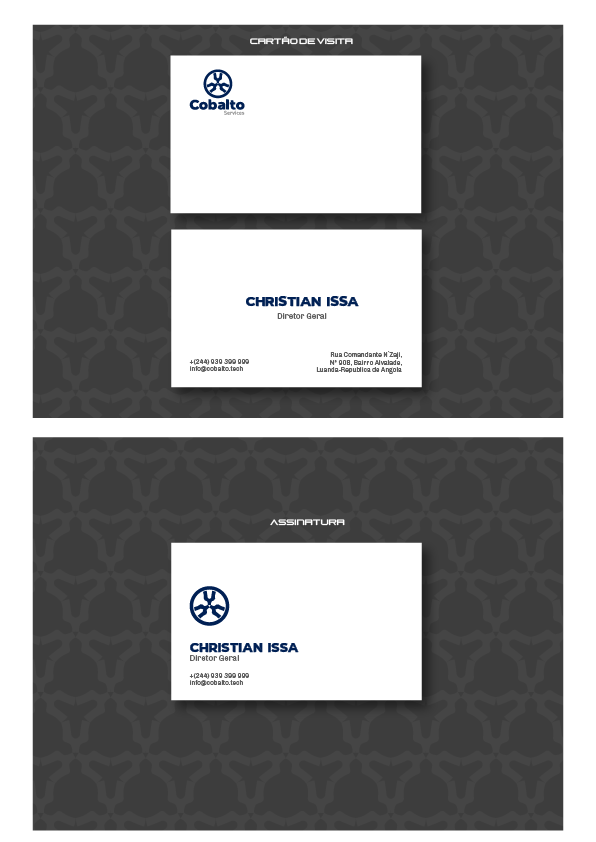 CARTÃO DE VISITA
Cobalto
Services
CHRISTIAN ISSA
Diretor Geral
+(244) 939 399 999
info@cobalto.tech
Rua Comandante N'Zaji,
Nº 90B, Bairro Alvalade,
Luanda-Republica de Angola
ASSINATURA
CHRISTIAN ISSA
Diretor Geral
+(244) 939 399 999
info@cobalto.tech